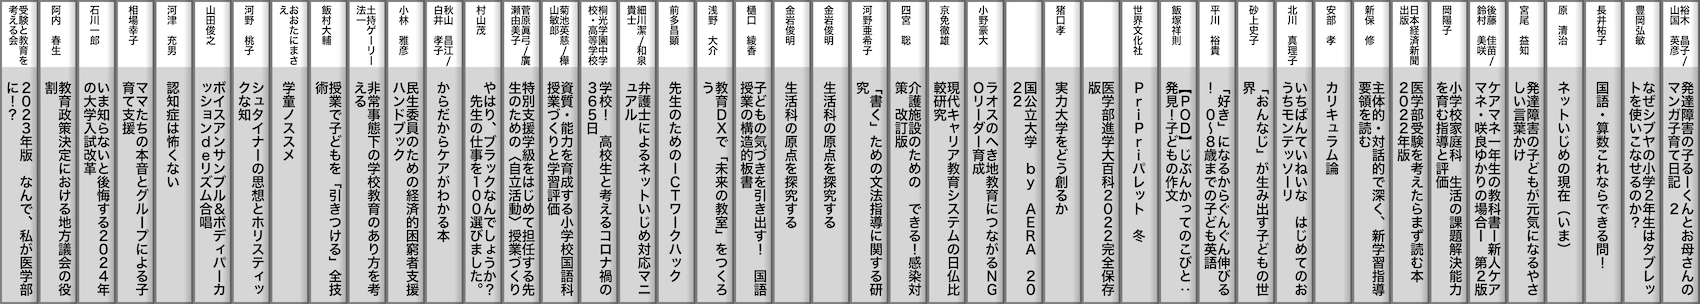 裕木 晶子/
山国 英彦
発達障害の子るーくんとお母さんの
マンガ子育て日記 2
豊岡弘敏
なぜシブヤの小学2年生はタブレッ
トを使いこなせるのか?
長井祐子
国語・算数これならできる問!
原 清治
ネットいじめの現在(いま)
宮尾 益知
発達障害の子どもが元気になるやさ
しい言葉かけ
後藤 佳苗/
鈴村 美咲
ケアマネ一年生の教科書ー新人ケア
マネ・咲良ゆかりの場合ー 第2版
岡陽子
小学校家庭科 生活の課題解決能力
を育む指導と評価
日本経済新聞
出版
医学部受験を考えたらまず読む本
2022年版
新保 修
主体的・対話的で深く、新学習指導
要領を読む
安部 孝
カリキュラム論
北川 真理子
いちばんていねいな はじめてのお
うちモンテッソーリ
砂上史子
「おんなじ」が生み出す子どもの世
界
平川 裕貴
「好き」になるからぐんぐん伸びる
! 0〜8歳までの子ども英語
飯塚祥則
【POD】じぶんかってのこびと:
発見!子どもの作文
世界文化社
PriPriパレット 冬
医学部進学大百科2022完全保存
版
猪口孝
実力大学をどう創るか
国公立大学 by AERA 20
22
小野豪大
ラオスのへき地教育につながるNG
Oリーダー育成
京免徹雄
現代キャリア教育システムの日仏比
較研究
四宮 聡
介護施設のための できる!感染対
策 改訂版
河野亜希子
「書く」ための文法指導に関する研
究
金岩俊明
生活科の原点を探究する
金岩俊明
生活科の原点を探究する
樋口 綾香
子どもの気づきを引き出す! 国語
授業の構造的板書
浅野 大介
教育DXで「未来の教室」をつくろ
う
前多昌顕
先生のためのICTワークハック
細川潔/和泉
貴士
弁護士によるネットいじめ対応マニ
ュアル
桐光学園中学
校・高等学校
学校! 高校生と考えるコロナ禍の
365日
菊池英慈/樺
山敏郎
資質・能力を育成する小学校国語科
授業づくりと学習評価
菅原眞弓/廣
瀬由美子
特別支援学級をはじめて担任する先
生のための〈自立活動〉授業づくり
村山茂
やはり、ブラックなんでしょうか?
先生の仕事を100選びました。
秋山 昌江/
白井 孝子
からだからケアがわかる本
小林 雅彦
民生委員のための経済的困窮者支援
ハンドブック
土持ゲーリー
法一
非常事態下の学校教育のあり方を考
える
飯村大輔
授業で子どもを「引きつける」全技
術
おおたにまさ
え
学童ノススメ
河野 桃子
シュタイナーの思想とホリスティッ
クな知
山田俊之
ボイスアンサンブル&ボディパーカ
ッションdeリズム合唱
河津 充男
認知症は怖くない
相場幸子
ママたちの本音とグループによる子
育て支援
石川一郎
いま知らないと後悔する2024年
の大学入試改革
阿内 春生
教育政策決定における地方議会の役
割
受験と教育を
考える会
2023年版 なんで、私が医学部
に!?